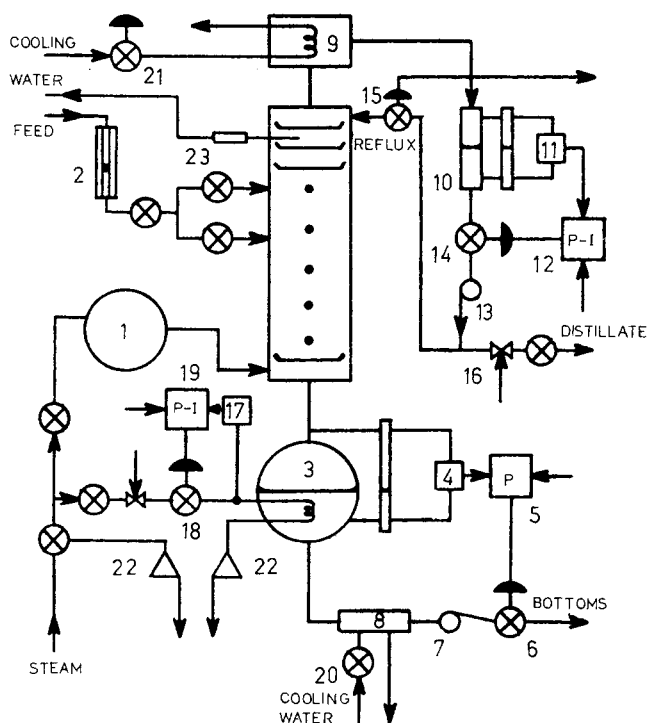 COOLING
WATER
FEED
21
9
15
REFLUX
23
2
10
11
14
P-I
12
13
DISTILLATE
16
1
19
P-I
17
18
3
4
P
5
22
22
8
7
6
BOTTOMS
20
STEAM
COOLING
WATER